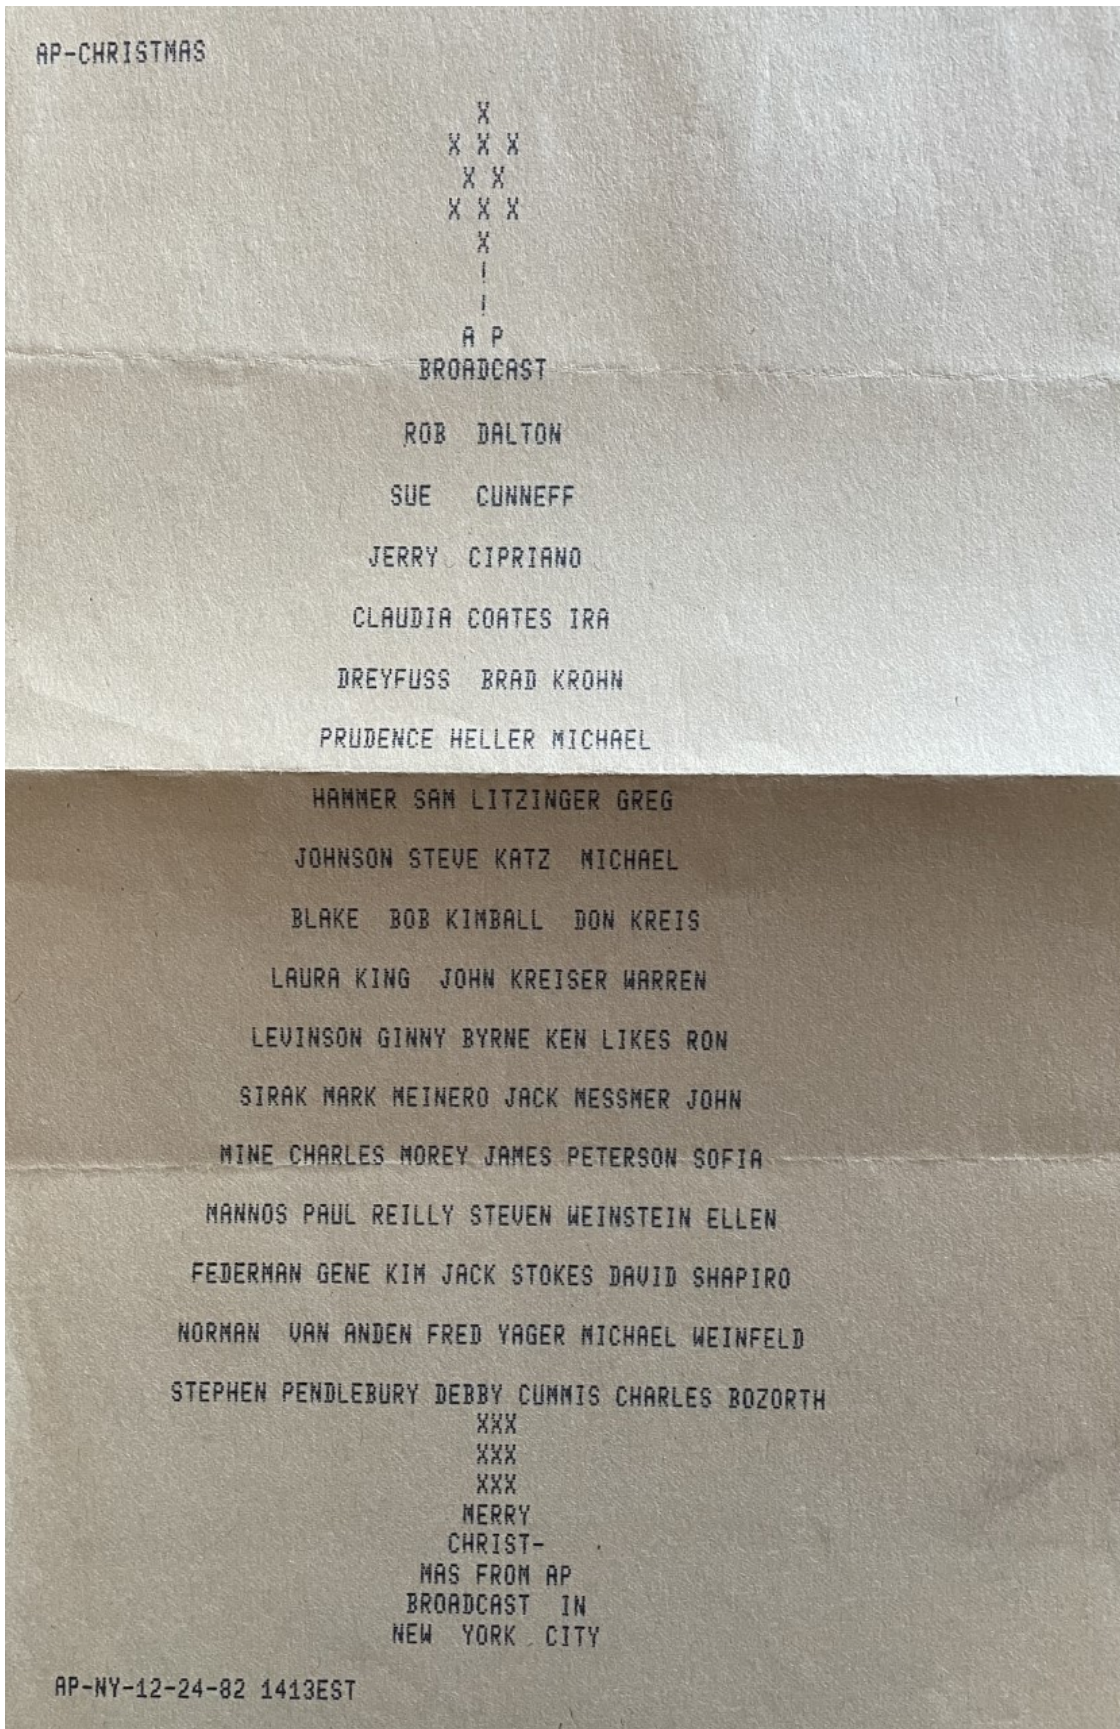 AP-CHRISTMAS
X
X X X
X X
X X X
X
!
!
A P
BROADCAST
ROB DALTON
SUE CUNNEFF
JERRY CIPRIANO
CLAUDIA COATES IRA
DREYFUSS BRAD KROHN
PRUDENCE HELLER MICHAEL
HAMMER SAM LITZINGER GREG
JOHNSON STEVE KATZ MICHAEL
BLAKE BOB KIMBALL DON KREIS
LAURA KING JOHN KREISER WARREN
LEVINSON GINNY BYRNE KEN LIKES RON
SIRAK MARK MEINERO JACK MESSMER JOHN
MINE CHARLES MOREY JAMES PETERSON SOFIA
MANNOS PAUL REILLY STEVEN WEINSTEIN ELLEN
FEDERMAN GENE KIM JACK STOKES DAVID SHAPIRO
NORMAN VAN ANDEN FRED YAGER MICHAEL WEINFELD
STEPHEN PENDLEBURY DEBBY CUMMIS CHARLES BOZORTH
XXX
XXX
XXX
MERRY
CHRIST-
MAS FROM AP
BROADCAST IN
NEW YORK CITY
AP-NY-12-24-82 1413EST